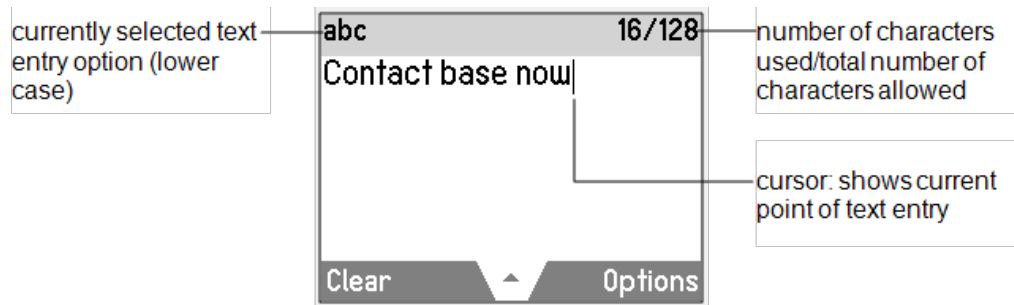 currently selected text
entry option (lower
case)
abc 16/128
Contact base now
Clear Options
number of characters
used/total number of
characters allowed
cursor: shows current
point of text entry